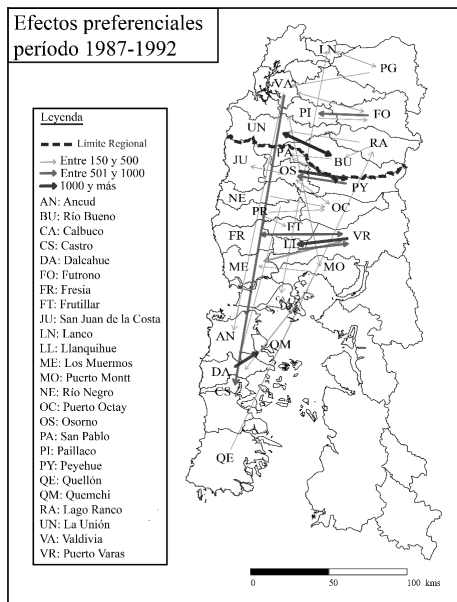 Efectos preferenciales
período 1987-1992
Leyenda
Límite Regional
Entre 150 y 500
Entre 501 y 1000
1000 y más
AN: Ancud
BU: Río Bueno
CA: Calbuco
CS: Castro
DA: Dalcahue
FO: Futrono
FR: Fresia
FT: Frutillar
JU: San Juan de la Costa
LN: Lanco
LL: Llanquihue
ME: Los Muermos
MO: Puerto Montt
NE: Río Negro
OC: Puerto Octay
OS: Osorno
PA: San Pablo
PI: Paillaco
PY: Peyehue
QE: Quellón
QM: Quemchi
RA: Lago Ranco
UN: La Unión
VA: Valdivia
VR: Puerto Varas
LN
PG
VA
PI
FO
UN
RA
PA
BU
JU
OS
PY
NE
PR
OC
FT
FR
LL
VR
ME
MO
CA
AN
QM
DA
CS
QE
0 50 100
kms